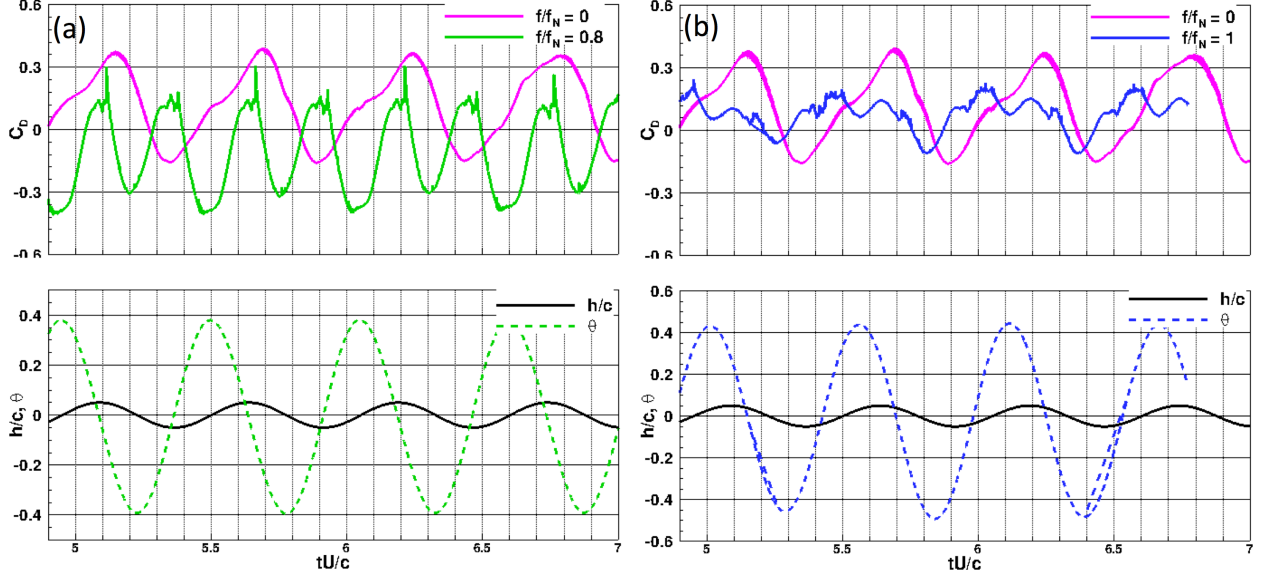 (a)
f/f_N = 0
f/f_N = 0.8
C_D
0.6
0.3
0
-0.3
-0.6
h/c
θ
h/c, θ
0.4
0.2
0
-0.2
-0.4
5
5.5
6
6.5
7
tU/c
(b)
f/f_N = 0
f/f_N = 1
C_D
0.6
0.3
0
-0.3
-0.6
h/c
θ
h/c, θ
0.6
0.4
0.2
0
-0.2
-0.4
-0.6
5
5.5
6
6.5
7
tU/c